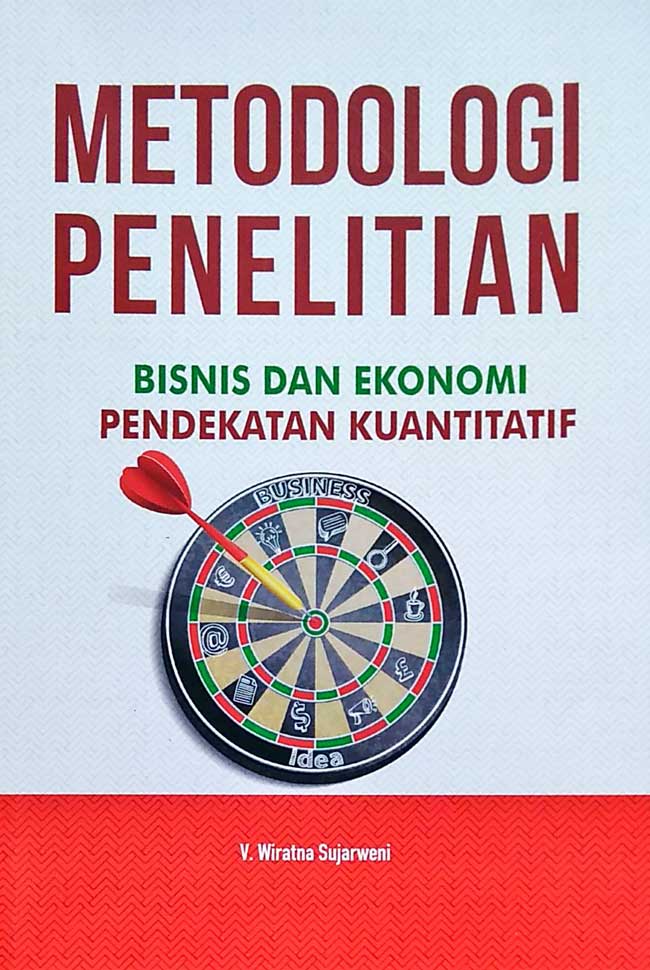 METODOLOGI
PENELITIAN
BISNIS DAN EKONOMI
PENDEKATAN KUANTITATIF
BUSINESS
Idea
V. Wiratna Sujarweni